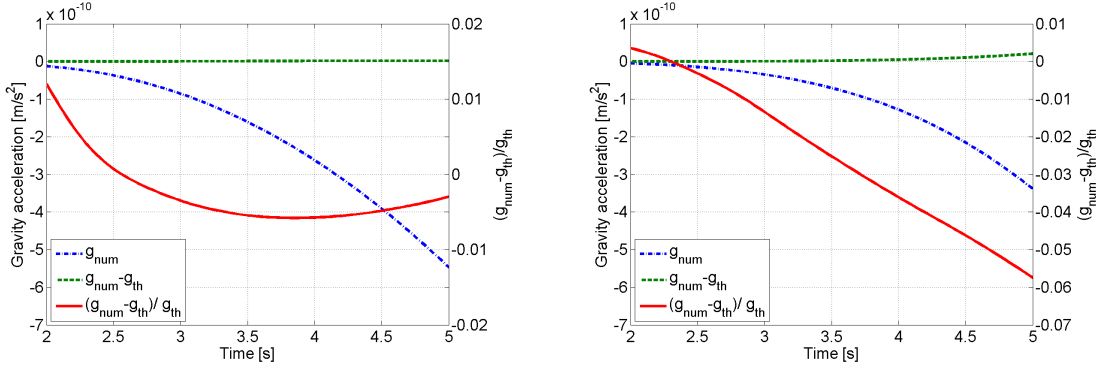 x 10^-10
1
0
-1
-2
-3
-4
-5
-6
-7
Gravity acceleration [m/s^2]
0.02
0.01
0
-0.01
-0.02
(g_num-g_th)/g_th
g_num
g_num-g_th
(g_num-g_th)/ g_th
2 2.5 3 3.5 4 4.5 5
Time [s]
x 10^-10
1
0
-1
-2
-3
-4
-5
-6
-7
Gravity acceleration [m/s^2]
0.01
0
-0.01
-0.02
-0.03
-0.04
-0.05
-0.06
-0.07
(g_num-g_th)/g_th
g_num
g_num-g_th
(g_num-g_th)/ g_th
2 2.5 3 3.5 4 4.5 5
Time [s]